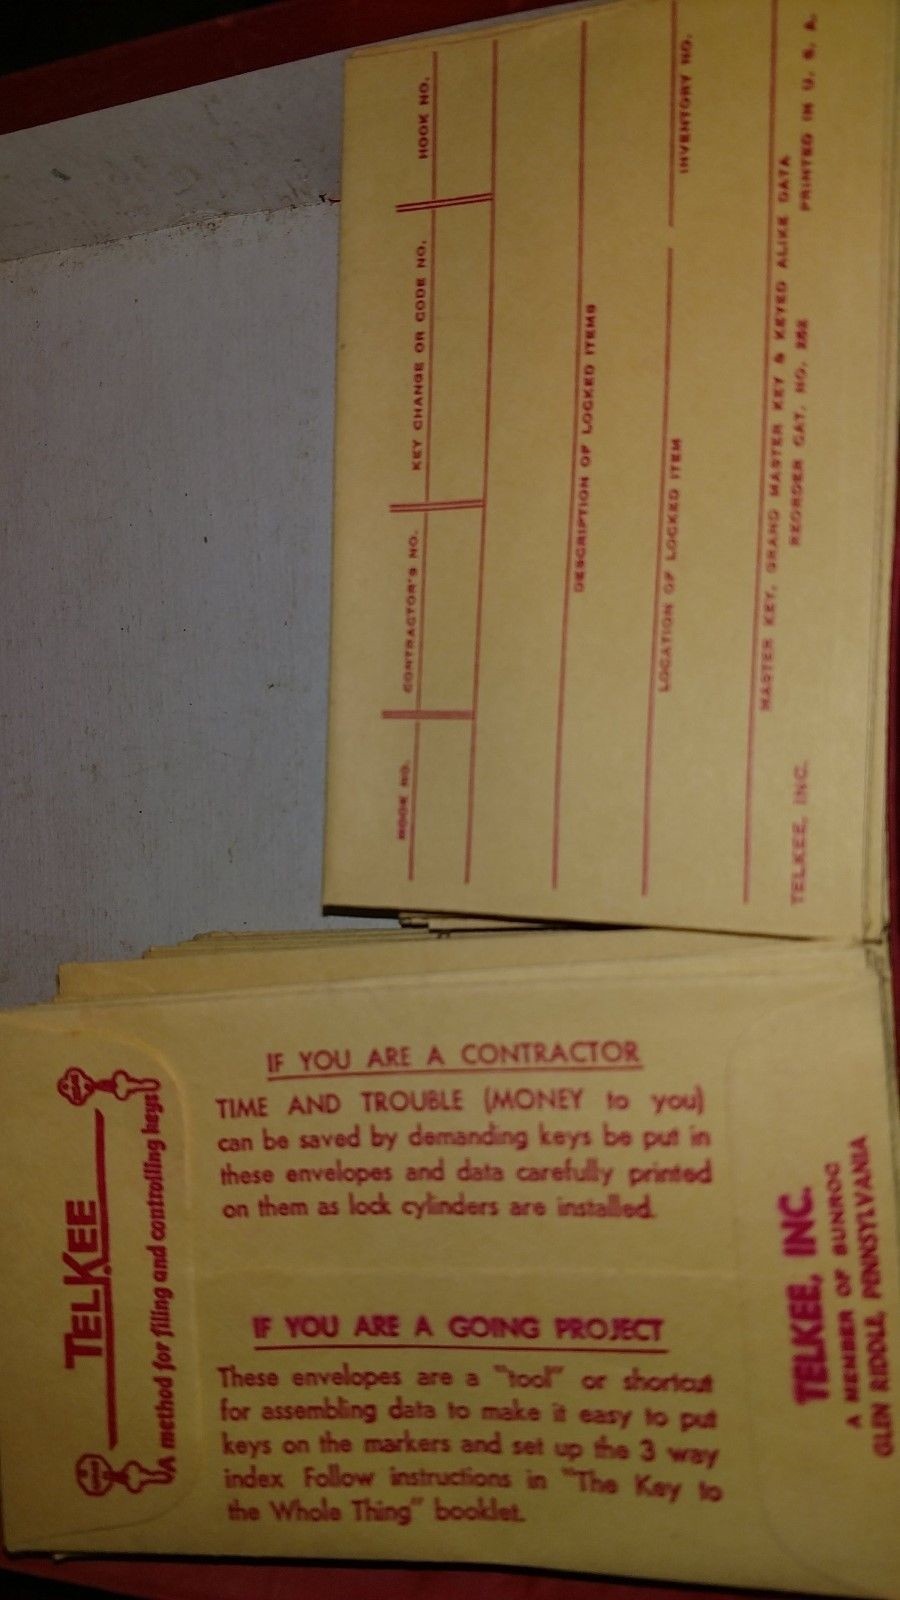 HOOK NO.
CONTRACTOR'S NO.
KEY CHANGE OR CODE NO.
HOOK NO.
DESCRIPTION OF LOCKED ITEMS
LOCATION OF LOCKED ITEM
INVENTORY NO.
MASTER KEY, GRAND MASTER KEY & KEYED ALIKE DATA
TELKEE, INC.
REORDER CAT. NO. 252
PRINTED IN U. S. A.
TELKEE
A method for filing and controlling keys
IF YOU ARE A CONTRACTOR
TIME AND TROUBLE (MONEY to you)
can be saved by demanding keys be put in
these envelopes and data carefully printed
on them as lock cylinders are installed.
IF YOU ARE A GOING PROJECT
These envelopes are a "tool" or shortcut
for assembling data to make it easy to put
keys on the markers and set up the 3 way
index. Follow instructions in "The Key to
the Whole Thing" booklet.
TELKEE, INC.
A MEMBER OF SUNROC
GLEN RIDDLE, PENNSYLVANIA